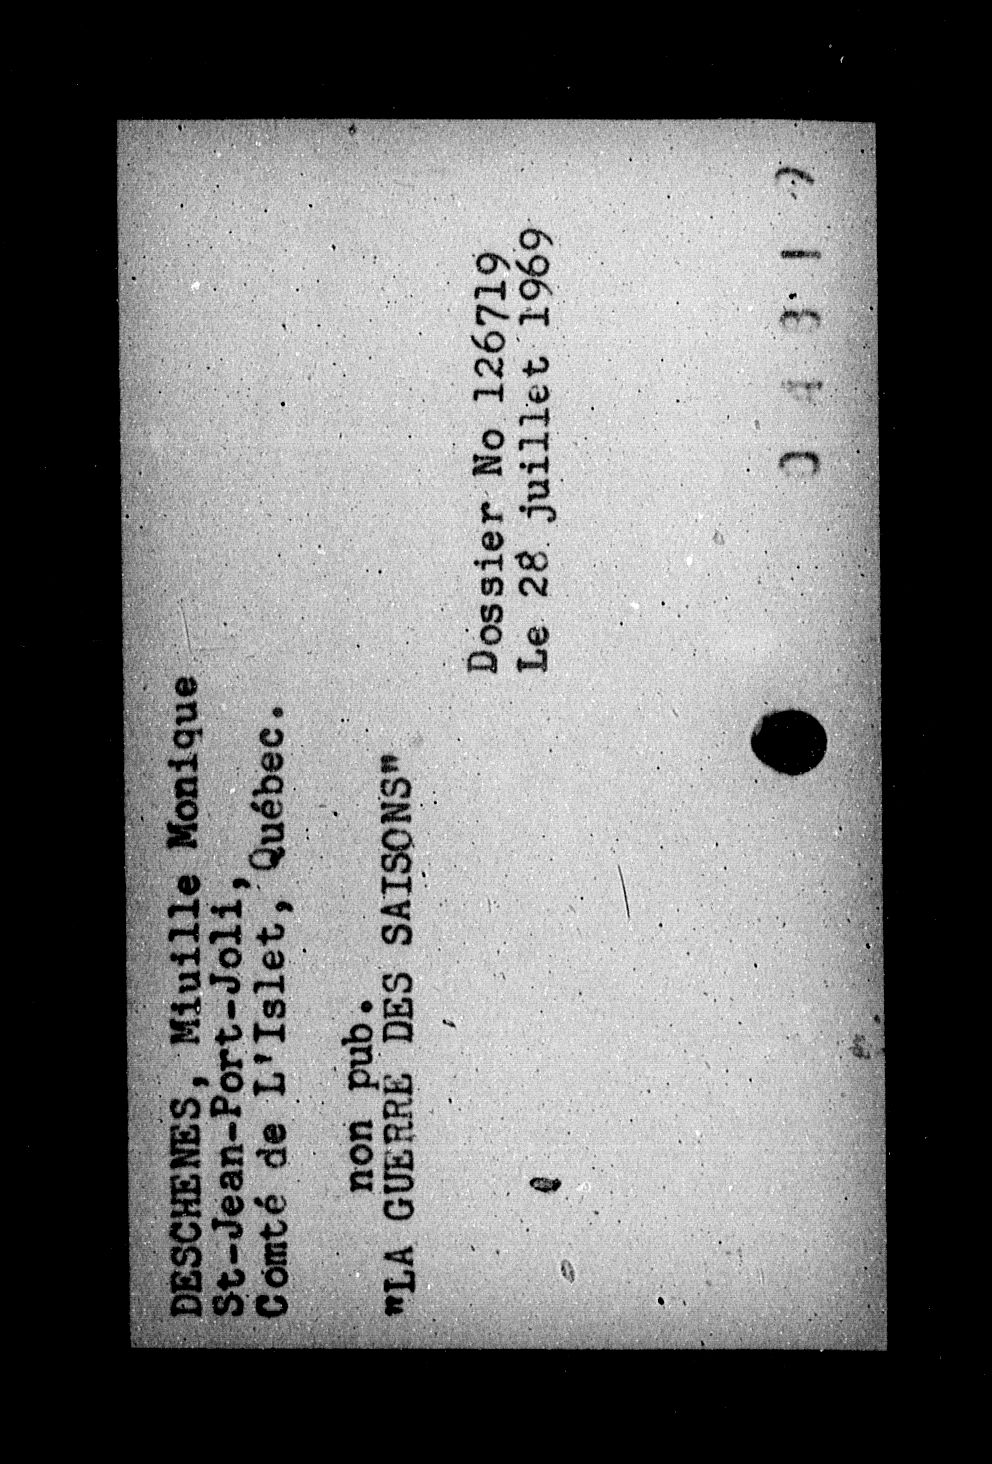 DESCHENES, Miuille Monique
St-Jean-Port-Joli,
Comté de L'Islet, Québec.
non pub.
"LA GUERRE DES SAISONS"
Dossier No 126719
Le 28 juillet 1969